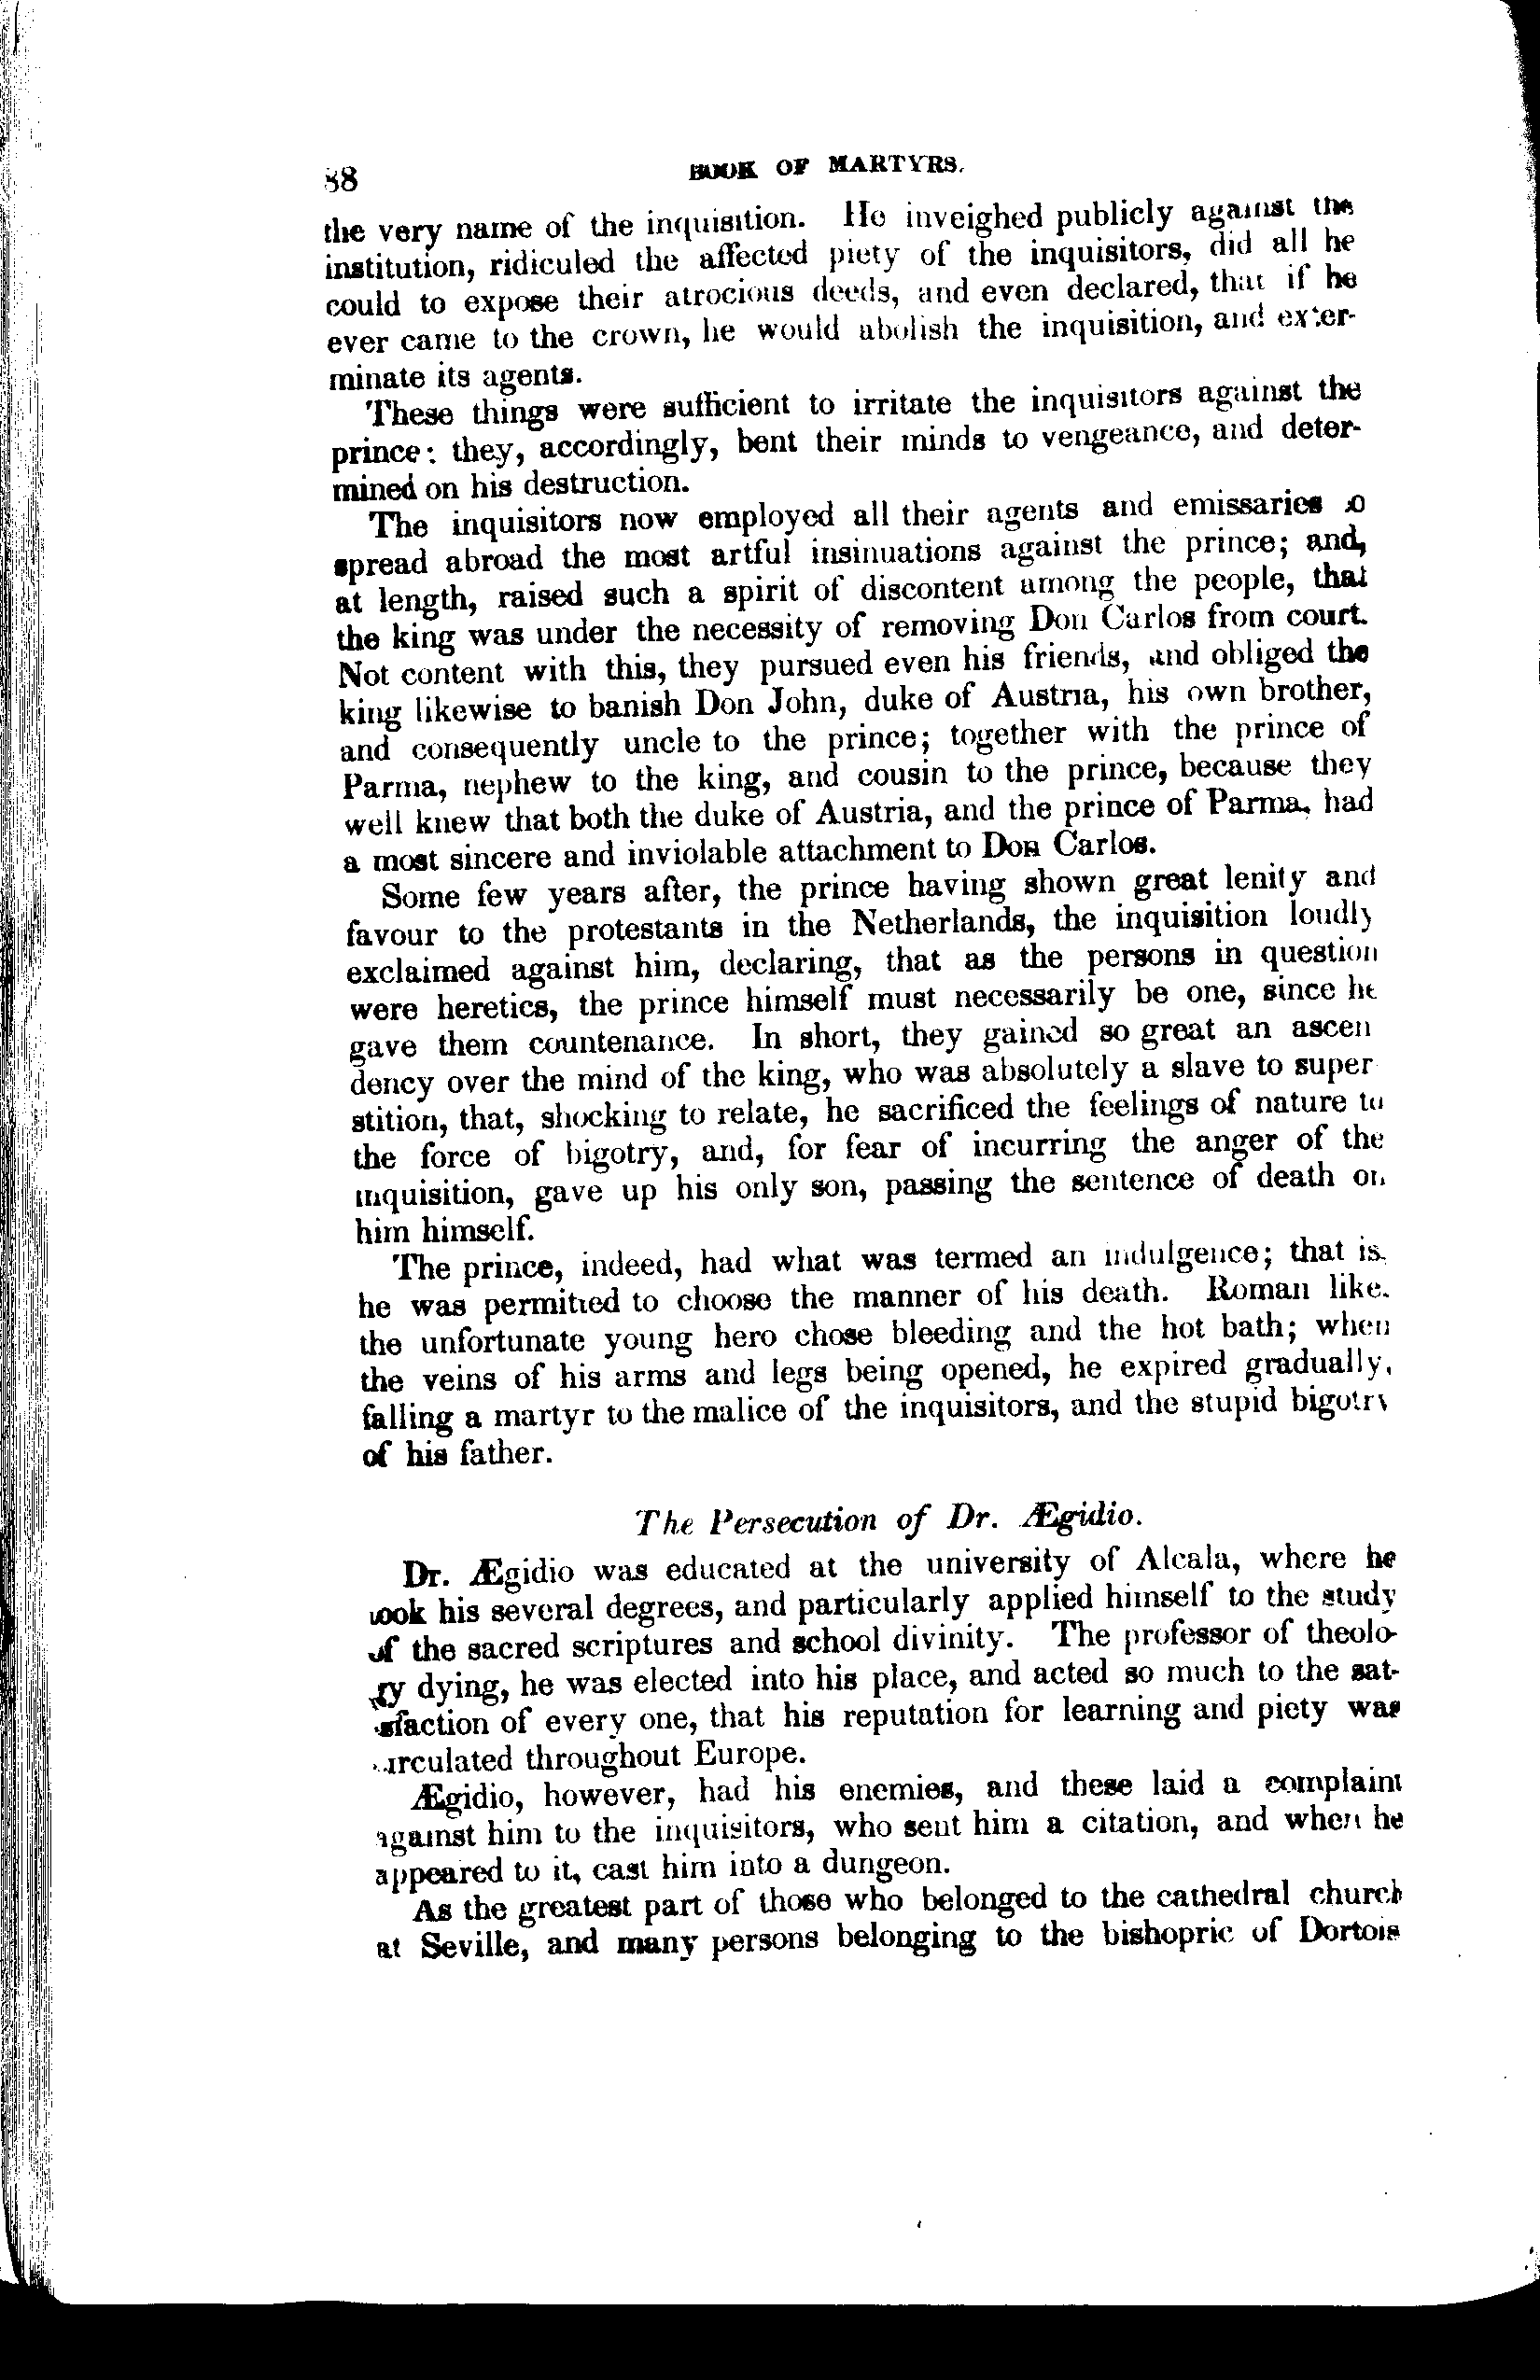 88 BOOK OF MARTYRS.
the very name of the inquisition. He inveighed publicly against the
institution, ridiculed the affected piety of the inquisitors, did all he
could to expose their atrocious deeds, and even declared, that if he
ever came to the crown, he would abolish the inquisition, and exter-
minate its agents.
These things were sufficient to irritate the inquisitors against the
prince: they, accordingly, bent their minds to vengeance, and deter-
mined on his destruction.
The inquisitors now employed all their agents and emissaries to
spread abroad the most artful insinuations against the prince; and,
at length, raised such a spirit of discontent among the people, that
the king was under the necessity of removing Don Carlos from court.
Not content with this, they pursued even his friends, and obliged the
king likewise to banish Don John, duke of Austria, his own brother,
and consequently uncle to the prince; together with the prince of
Parma, nephew to the king, and cousin to the prince, because they
well knew that both the duke of Austria, and the prince of Parma, had
a most sincere and inviolable attachment to Don Carlos.
Some few years after, the prince having shown great lenity and
favour to the protestants in the Netherlands, the inquisition loudly
exclaimed against him, declaring, that as the persons in question
were heretics, the prince himself must necessarily be one, since he
gave them countenance. In short, they gained so great an ascen
dency over the mind of the king, who was absolutely a slave to super
stition, that, shocking to relate, he sacrificed the feelings of nature to
the force of bigotry, and, for fear of incurring the anger of the
inquisition, gave up his only son, passing the sentence of death on
him himself.
The prince, indeed, had what was termed an indulgence; that is,
he was permitted to choose the manner of his death. Roman like.
the unfortunate young hero chose bleeding and the hot bath; when
the veins of his arms and legs being opened, he expired gradually,
falling a martyr to the malice of the inquisitors, and the stupid bigotry
of his father.
The Persecution of Dr. Ægidio.
Dr. Ægidio was educated at the university of Alcala, where he
took his several degrees, and particularly applied himself to the study
of the sacred scriptures and school divinity. The professor of theolo-
gy dying, he was elected into his place, and acted so much to the sat-
isfaction of every one, that his reputation for learning and piety was
circulated throughout Europe.
Ægidio, however, had his enemies, and these laid a complaint
against him to the inquisitors, who sent him a citation, and when he
appeared to it, cast him into a dungeon.
As the greatest part of those who belonged to the cathedral church
at Seville, and many persons belonging to the bishopric of Dortois